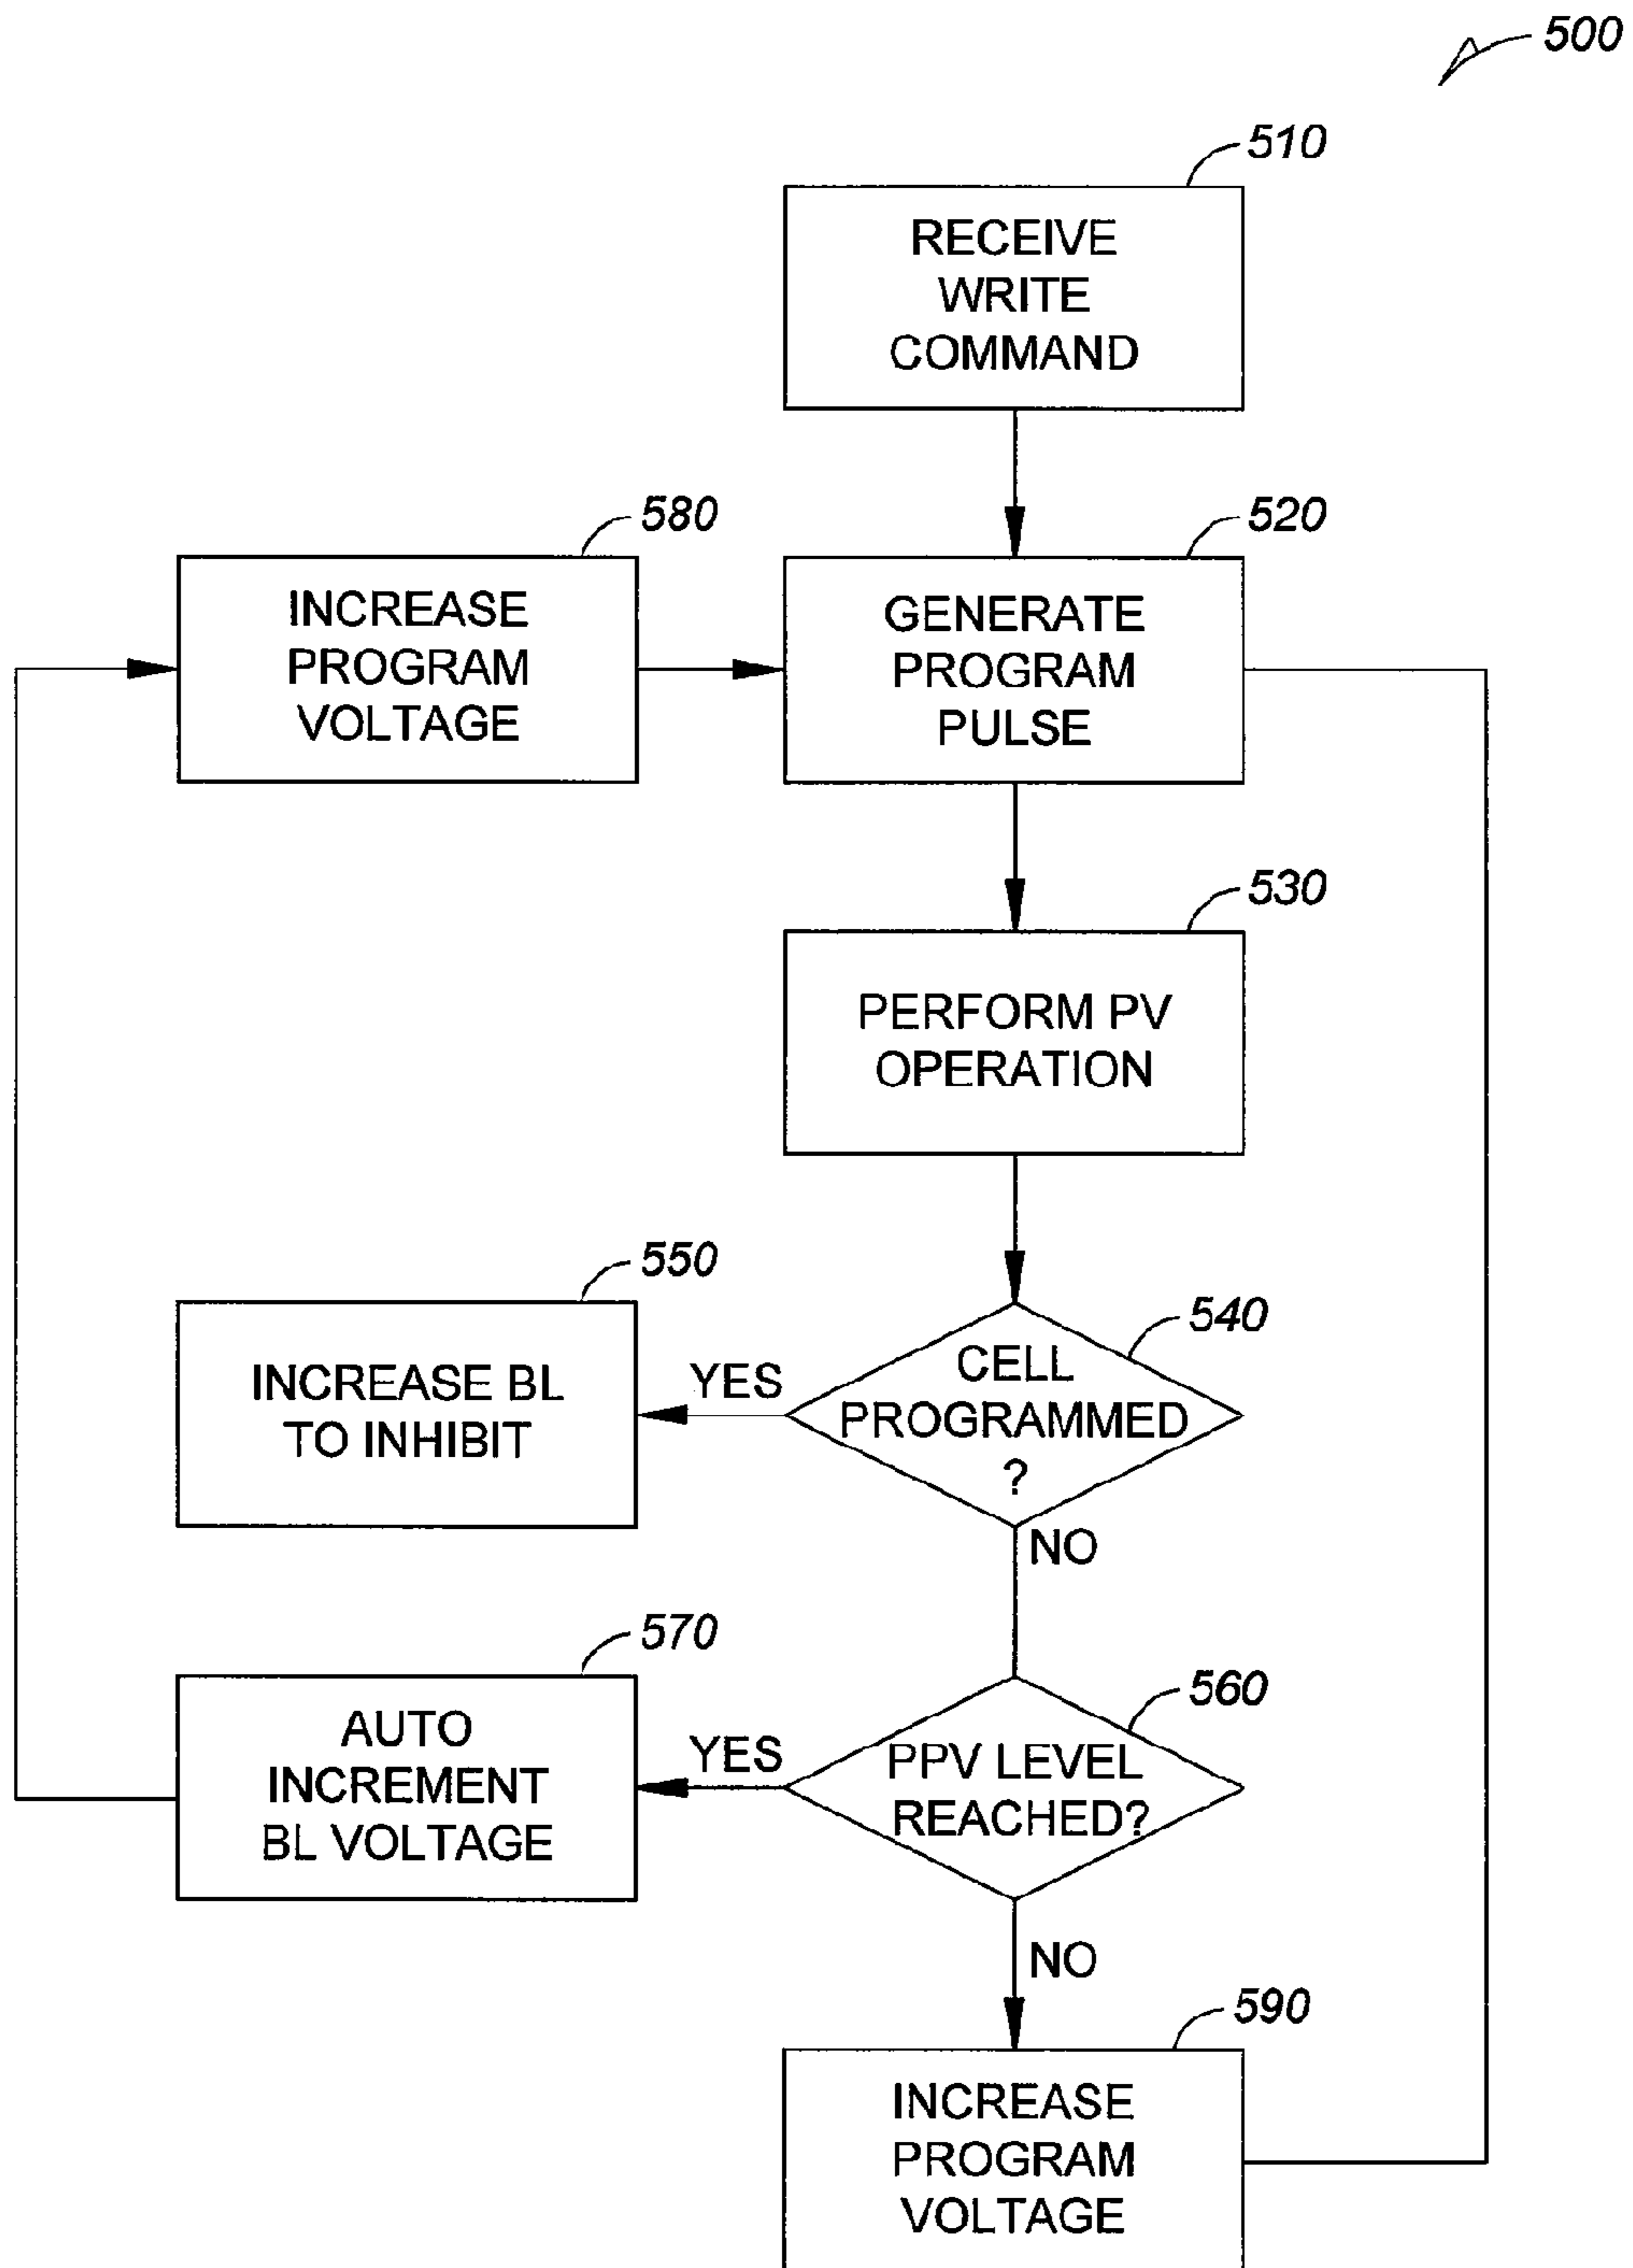 500
510
RECEIVE
WRITE
COMMAND
580
INCREASE
PROGRAM
VOLTAGE
520
GENERATE
PROGRAM
PULSE
530
PERFORM PV
OPERATION
550
INCREASE BL
TO INHIBIT
YES
540
CELL
PROGRAMMED
?
NO
570
AUTO
INCREMENT
BL VOLTAGE
YES
560
PPV LEVEL
REACHED?
NO
590
INCREASE
PROGRAM
VOLTAGE